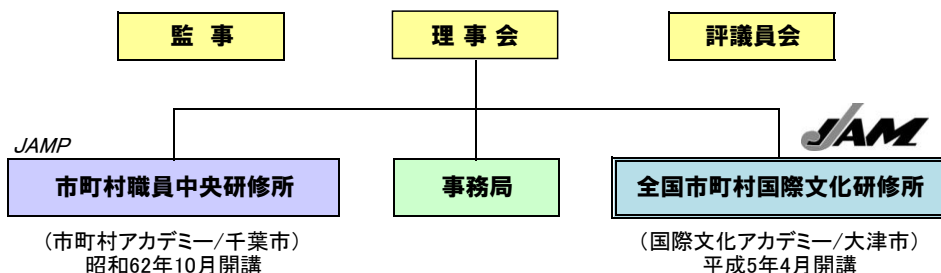 監 事
理 事 会
評議員会
JAMP
JAM
市町村職員中央研修所
事務局
全国市町村国際文化研修所
（市町村アカデミー/千葉市）
昭和62年10月開講
（国際文化アカデミー/大津市）
平成5年4月開講